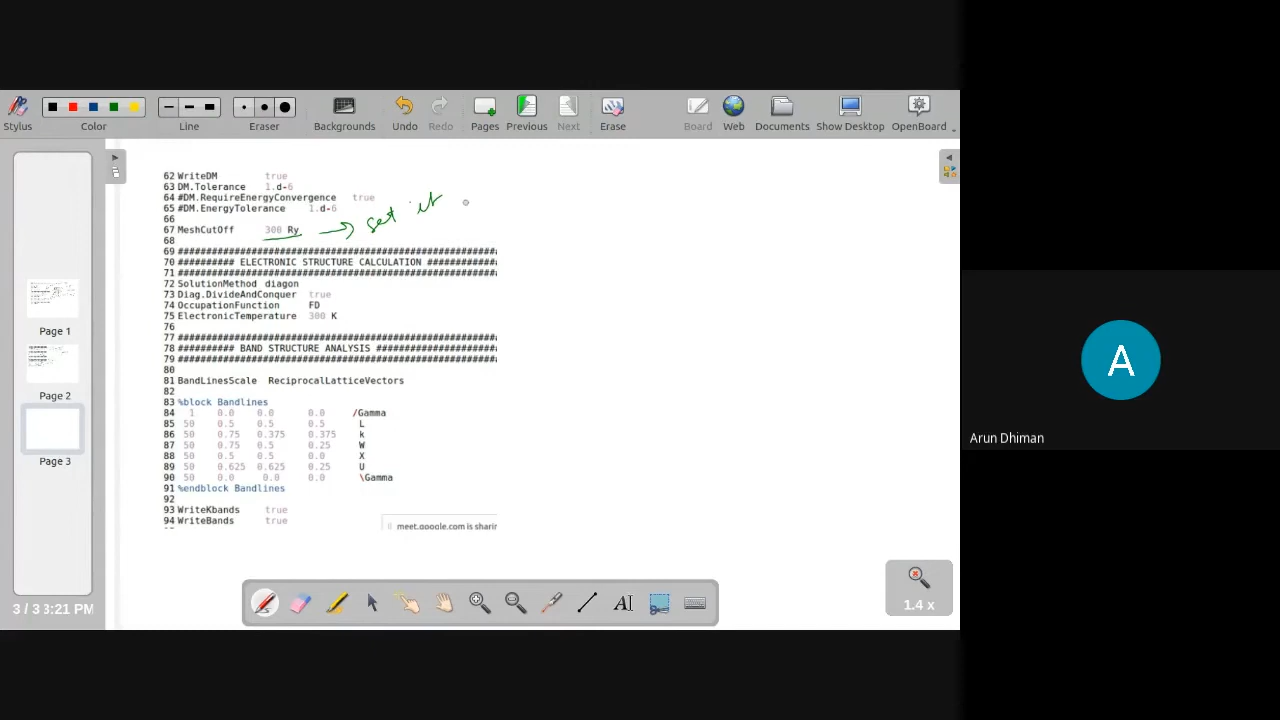 Stylus Color Line Eraser Backgrounds Undo Redo Pages Previous Next Erase Board Web Documents Show Desktop OpenBoard
62 WriteDM true
63 DM.Tolerance 1.d-6
64 #DM.RequireEnergyConvergence true
65 #DM.EnergyTolerance 1.d-6
66
67 MeshCutOff 300 Ry → set it
68
69 ########################################################
70 ########## ELECTRONIC STRUCTURE CALCULATION ############
71 ########################################################
72 SolutionMethod diagon
73 Diag.DivideAndConquer true
74 OccupationFunction FD
75 ElectronicTemperature 300 K
76
77 ########################################################
78 ########## BAND STRUCTURE ANALYSIS #####################
79 ########################################################
80
81 BandLinesScale ReciprocalLatticeVectors
82
83 %block Bandlines
84 1 0.0 0.0 0.0 /Gamma
85 50 0.5 0.5 0.5 L
86 50 0.75 0.375 0.375 k
87 50 0.75 0.5 0.25 W
88 50 0.5 0.5 0.0 X
89 50 0.625 0.625 0.25 U
90 50 0.0 0.0 0.0 \Gamma
91 %endblock Bandlines
92
93 WriteKbands true
94 WriteBands true
meet.google.com is sharin
Page 1
Page 2
Page 3
3 / 3 3:21 PM
1.4 x
A
Arun Dhiman